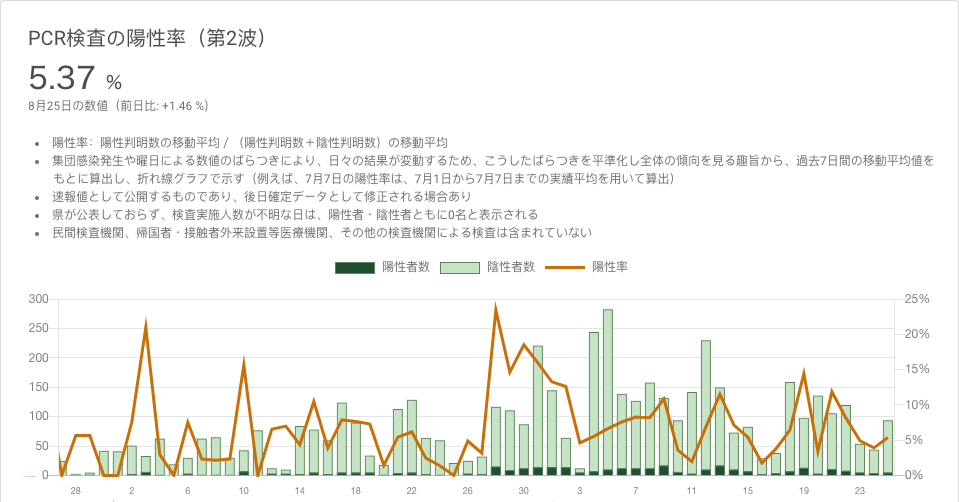 PCR検査の陽性率（第2波）
5.37 %
8月25日の数値（前日比: +1.46 %）
• 陽性率：陽性判明数の移動平均 / （陽性判明数＋陰性判明数）の移動平均
• 集団感染発生や曜日による数値のばらつきにより、日々の結果が変動するため、こうしたばらつきを平準化し全体の傾向を見る趣旨から、過去7日間の移動平均値を
もとに算出し、折れ線グラフで示す（例えば、7月7日の陽性率は、7月1日から7月7日までの実績平均を用いて算出）
• 速報値として公開するものであり、後日確定データとして修正される場合あり
• 県が公表しておらず、検査実施人数が不明な日は、陽性者・陰性者ともに0名と表示される
• 民間検査機関、帰国者・接触者外来設置等医療機関、その他の検査機関による検査は含まれていない
陽性者数 陰性者数 陽性率
300 25%
250 20%
200 15%
150 10%
100 5%
50 0%
0
28 2 6 10 14 18 22 26 30 3 7 11 15 19 23